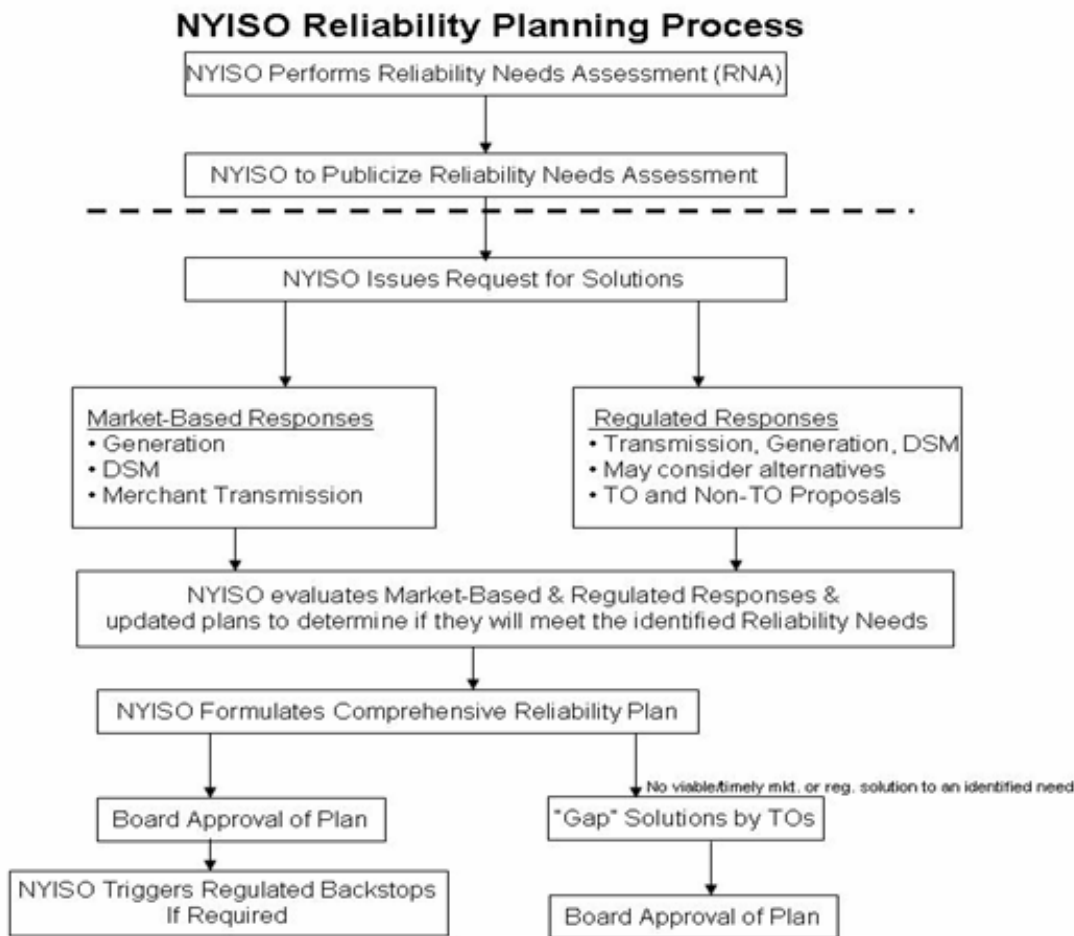 NYISO Reliability Planning Process
NYISO Performs Reliability Needs Assessment (RNA)
NYISO to Publicize Reliability Needs Assessment
NYISO Issues Request for Solutions
Market-Based Responses
• Generation
• DSM
• Merchant Transmission
Regulated Responses
• Transmission, Generation, DSM
• May consider alternatives
• TO and Non-TO Proposals
NYISO evaluates Market-Based & Regulated Responses &
updated plans to determine if they will meet the identified Reliability Needs
NYISO Formulates Comprehensive Reliability Plan
No viable/timely mkt. or reg. solution to an identified need
Board Approval of Plan
"Gap" Solutions by TOs
NYISO Triggers Regulated Backstops
If Required
Board Approval of Plan